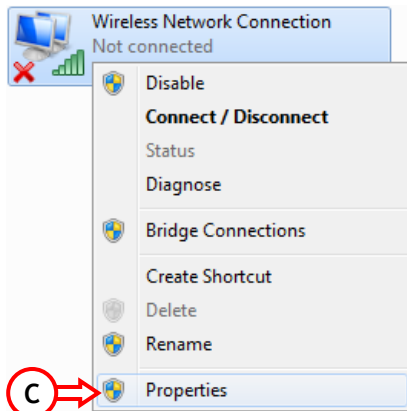 Wireless Network Connection
Not connected
Disable
Connect / Disconnect
Status
Diagnose
Bridge Connections
Create Shortcut
Delete
Rename
C
Properties